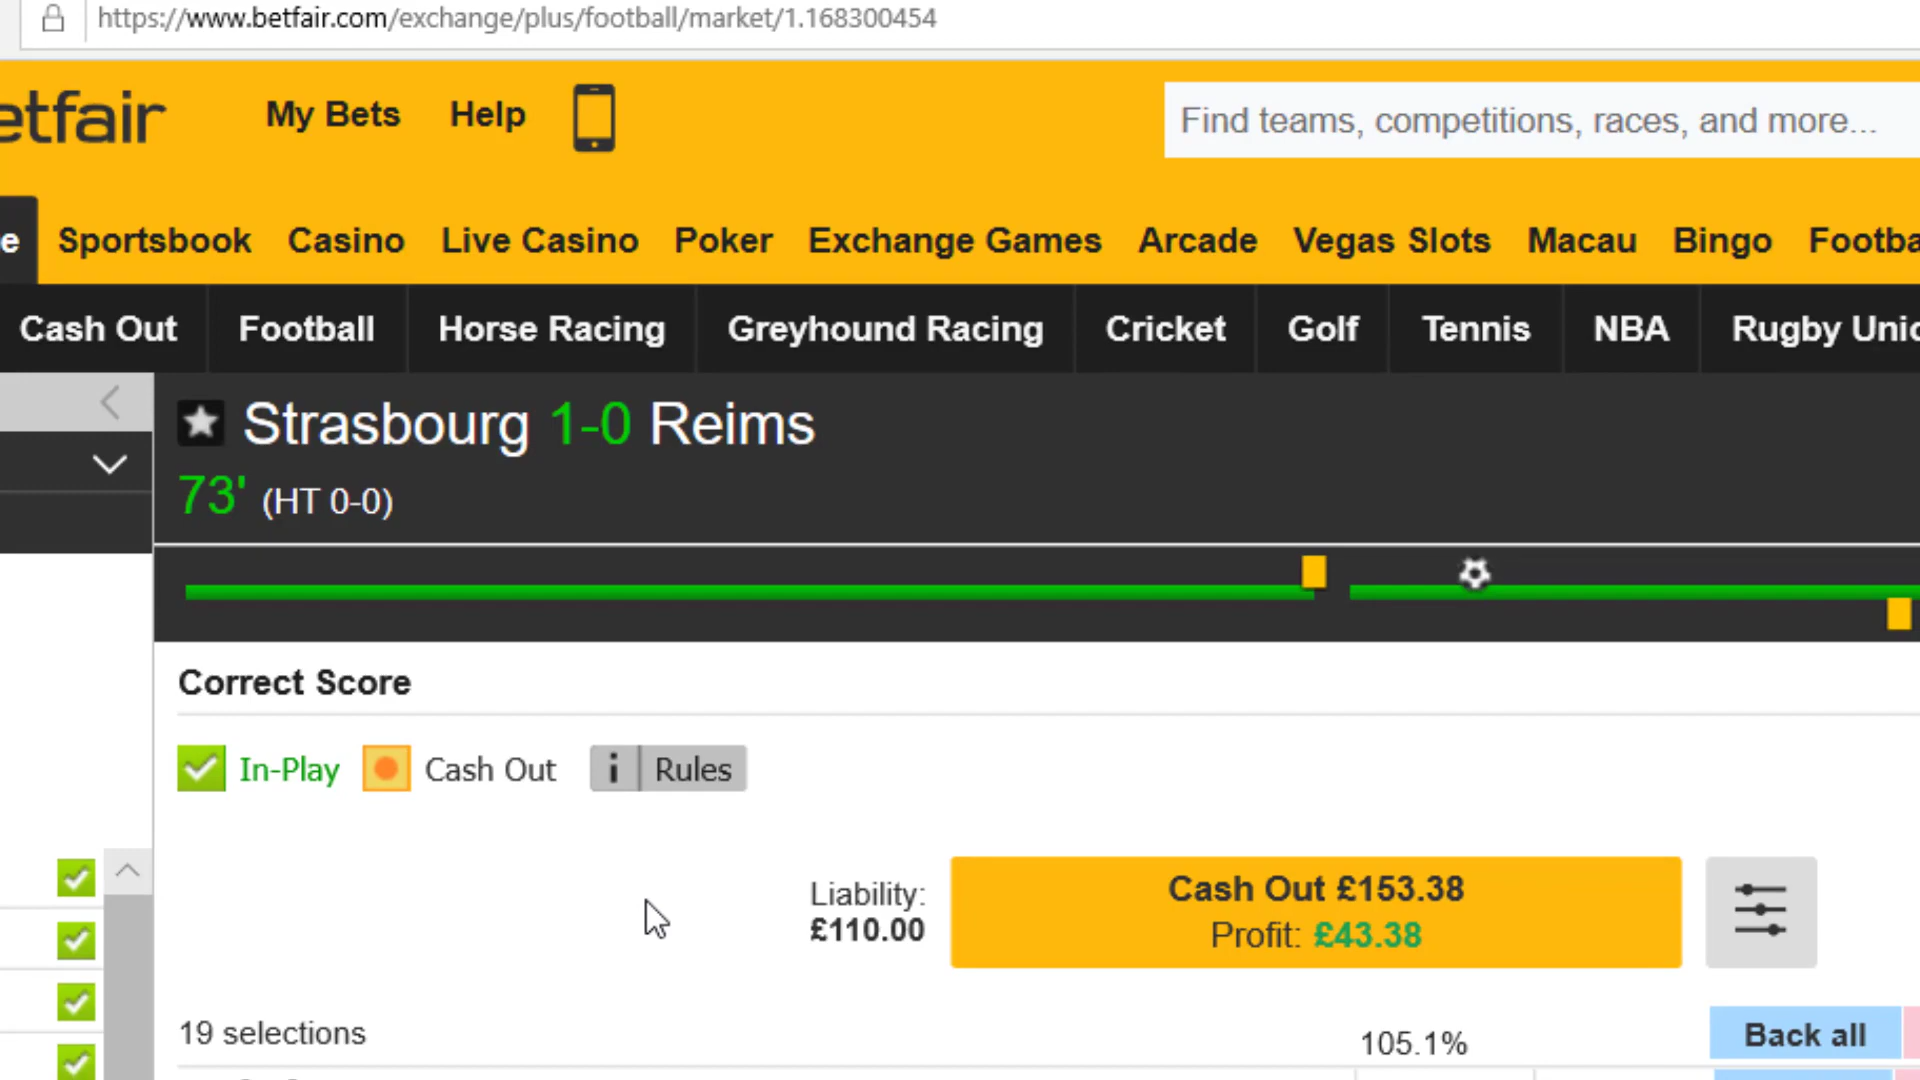 https://www.betfair.com/exchange/plus/football/market/1.168300454
etfair My Bets Help Find teams, competitions, races, and more...
e Sportsbook Casino Live Casino Poker Exchange Games Arcade Vegas Slots Macau Bingo Footba
Cash Out Football Horse Racing Greyhound Racing Cricket Golf Tennis NBA Rugby Unio
Strasbourg 1-0 Reims
73' (HT 0-0)
Correct Score
In-Play Cash Out i Rules
Liability:
£110.00
Cash Out £153.38
Profit: £43.38
19 selections 105.1% Back all